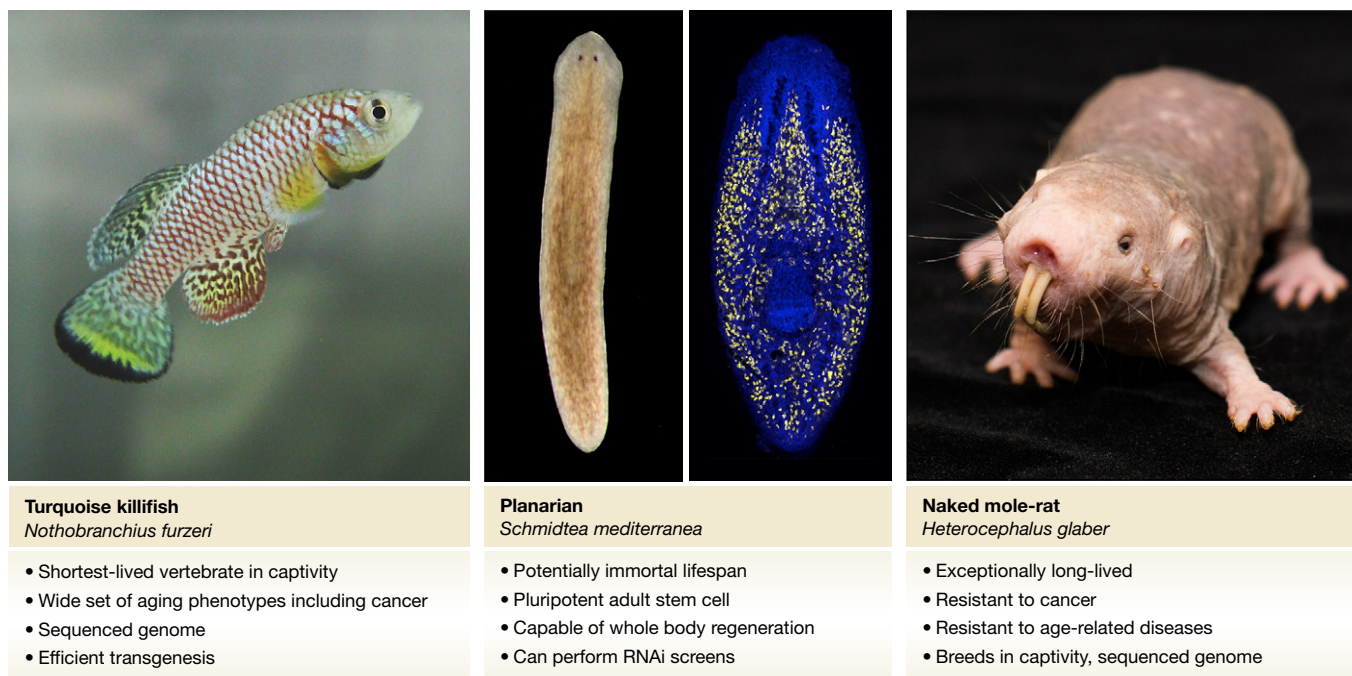 Turquoise killifish
Nothobranchius furzeri
• Shortest-lived vertebrate in captivity
• Wide set of aging phenotypes including cancer
• Sequenced genome
• Efficient transgenesis
Planarian
Schmidtea mediterranea
• Potentially immortal lifespan
• Pluripotent adult stem cell
• Capable of whole body regeneration
• Can perform RNAi screens
Naked mole-rat
Heterocephalus glaber
• Exceptionally long-lived
• Resistant to cancer
• Resistant to age-related diseases
• Breeds in captivity, sequenced genome